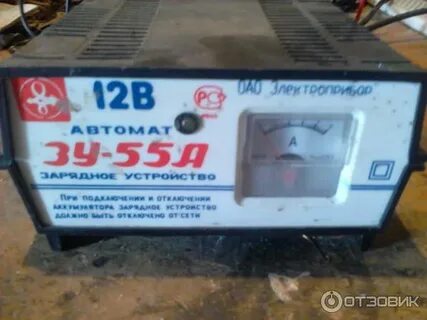 12В
РС
ОАО Электроприбор
АВТОМАТ
ЗУ-55А
ЗАРЯДНОЕ УСТРОЙСТВО
A
ПРИ ПОДКЛЮЧЕНИИ И ОТКЛЮЧЕНИИ
АККУМУЛЯТОРА ЗАРЯДНОЕ УСТРОЙСТВО
ДОЛЖНО БЫТЬ ОТКЛЮЧЕНО ОТ СЕТИ
ОТЗОВИК